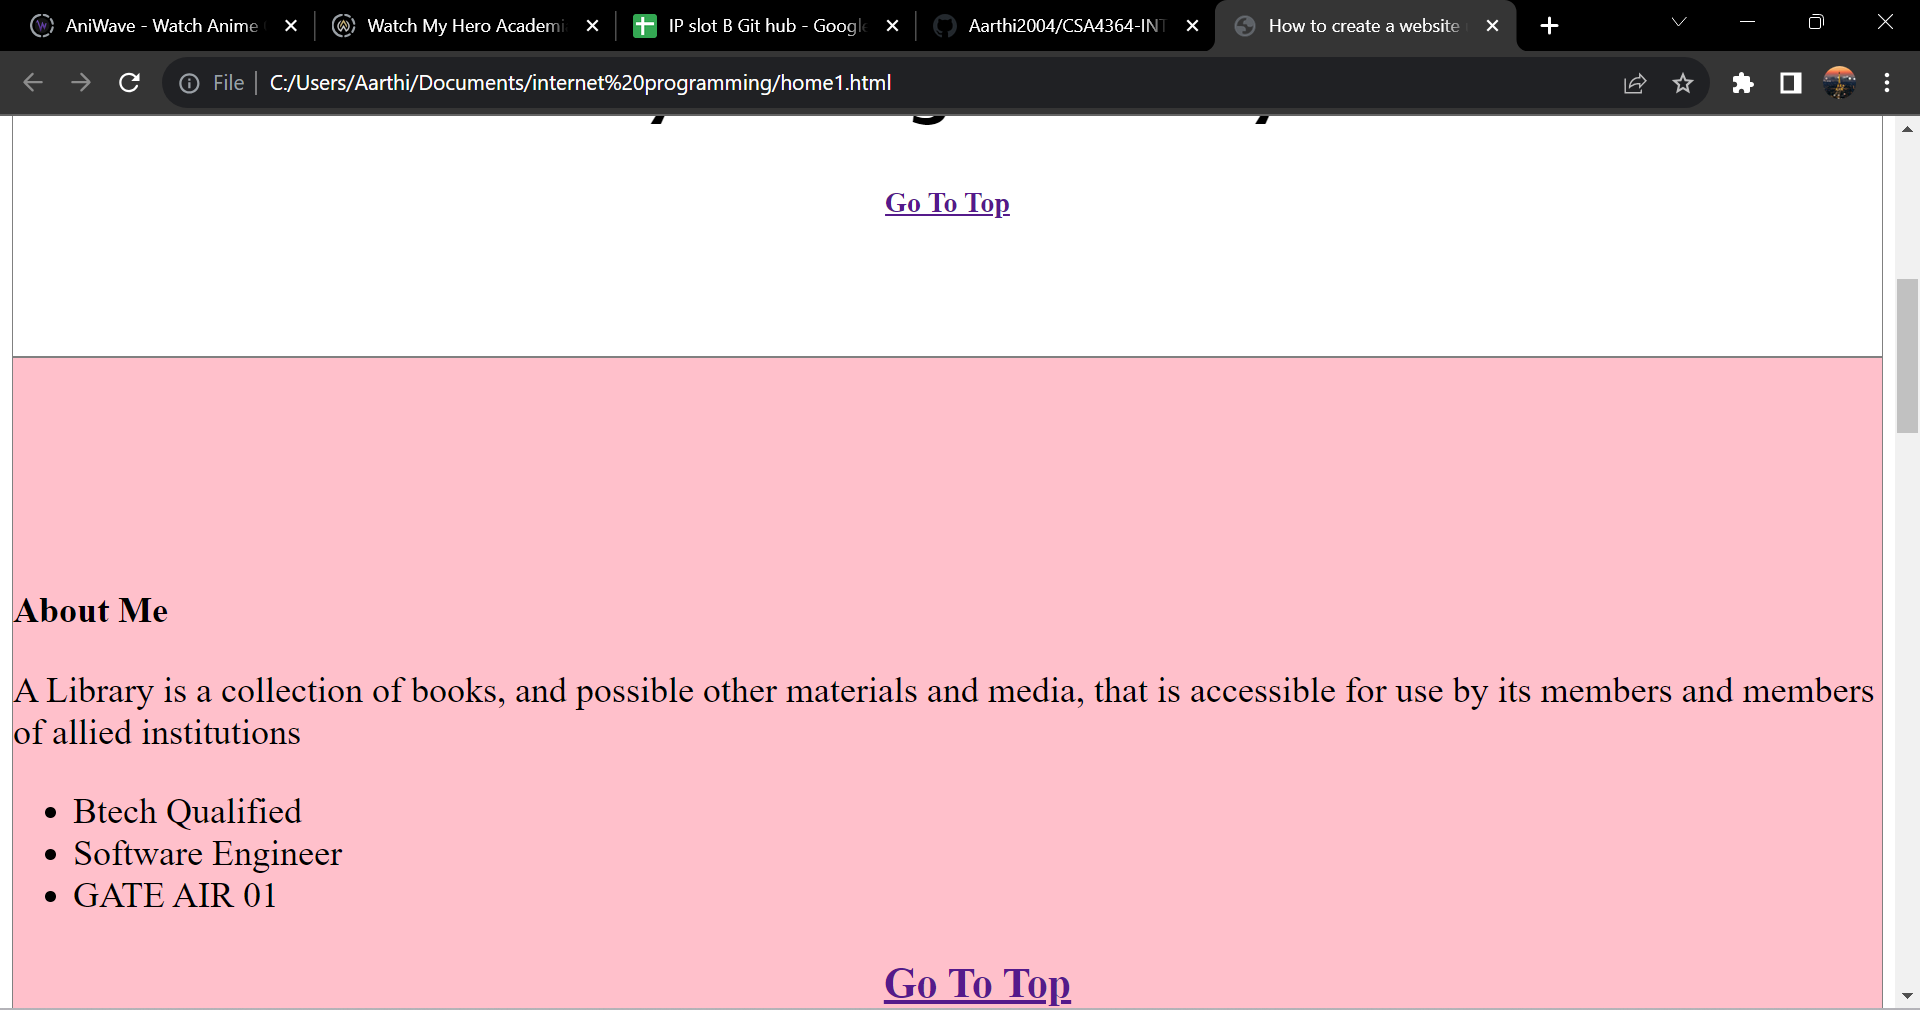 AniWave - Watch Anime
Watch My Hero Academi
IP slot B Git hub - Google
Aarthi2004/CSA4364-INT
How to create a website
File
C:/Users/Aarthi/Documents/internet%20programming/home1.html
Go To Top
About Me
A Library is a collection of books, and possible other materials and media, that is accessible for use by its members and members
of allied institutions
• Btech Qualified
• Software Engineer
• GATE AIR 01
Go To Top